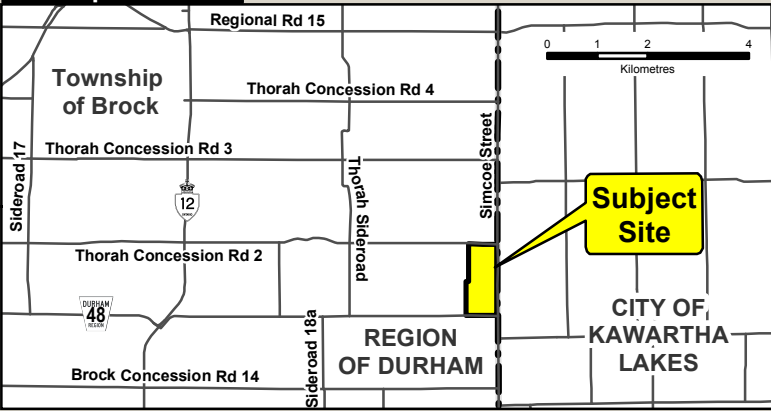 Regional Rd 15
0 1 2 4
Kilometres
Township
of Brock
Thorah Concession Rd 4
Simcoe Street
Thorah Concession Rd 3
Sideroad 17
Thorah Sideroad
12
Subject
Site
Thorah Concession Rd 2
DURHAM
48
REGION
Sideroad 18a
REGION
OF DURHAM
CITY OF
KAWARTHA
LAKES
Brock Concession Rd 14